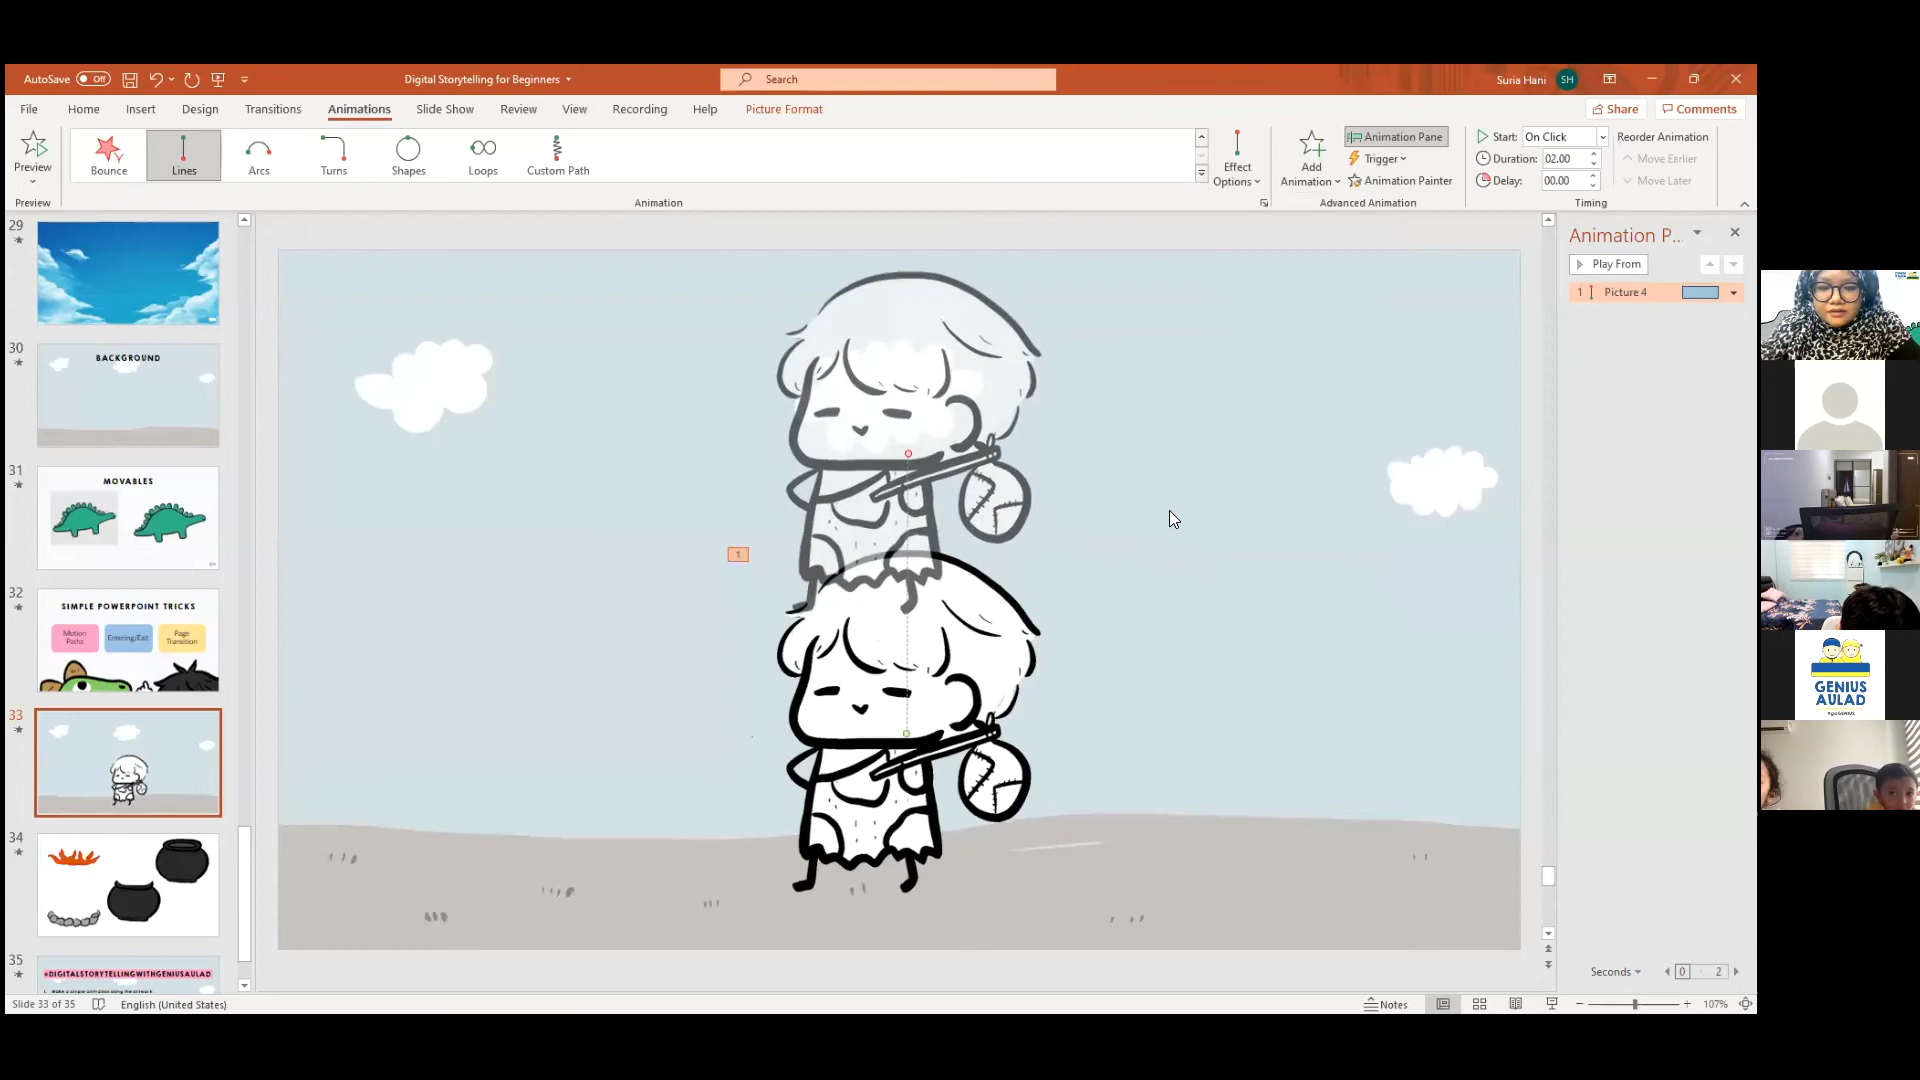 AutoSave Off
Digital Storytelling for Beginners
Search
Suria Hani SH
File Home Insert Design Transitions Animations Slide Show Review View Recording Help Picture Format
Share Comments
Preview
Preview
Bounce Lines Arcs Turns Shapes Loops Custom Path
Animation
Effect
Options
Add
Animation
Animation Pane
Trigger
Animation Painter
Advanced Animation
Start: On Click
Duration: 02.00
Delay: 00.00
Timing
Reorder Animation
Move Earlier
Move Later
29
30
BACKGROUND
31
MOVABLES
32
SIMPLE POWERPOINT TRICKS
Motion
Paths
Entering/Exit
Page
Transition
33
34
35
#DIGITALSTORYTELLINGWITHGENIUSAULAD
1
Animation P...
Play From
1 Picture 4
Seconds 0 2
GENIUS
AULAD
Slide 33 of 35 English (United States)
Notes
107%